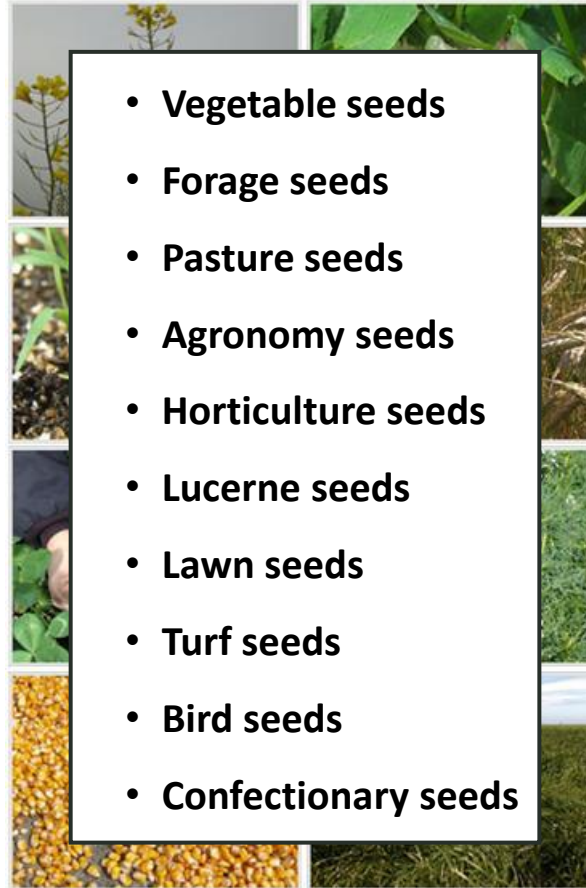 • Vegetable seeds
• Forage seeds
• Pasture seeds
• Agronomy seeds
• Horticulture seeds
• Lucerne seeds
• Lawn seeds
• Turf seeds
• Bird seeds
• Confectionary seeds